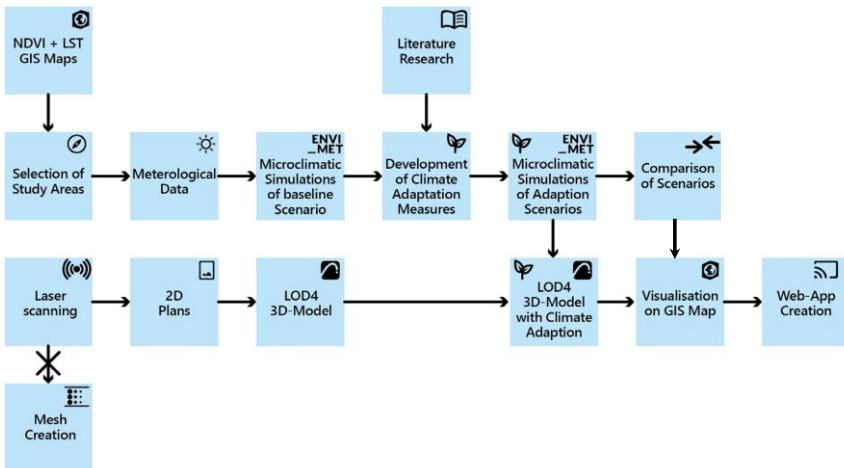 NDVI + LST
GIS Maps
Literature
Research
Selection of
Study Areas
Meterological
Data
ENVI
_MET
Microclimatic
Simulations
of baseline
Scenario
Development
of Climate
Adaptation
Measures
ENVI
_MET
Microclimatic
Simulations
of Adaption
Scenarios
Comparison
of Scenarios
Laser
scanning
2D
Plans
LOD4
3D-Model
LOD4
3D-Model
with Climate
Adaption
Visualisation
on GIS Map
Web-App
Creation
Mesh
Creation